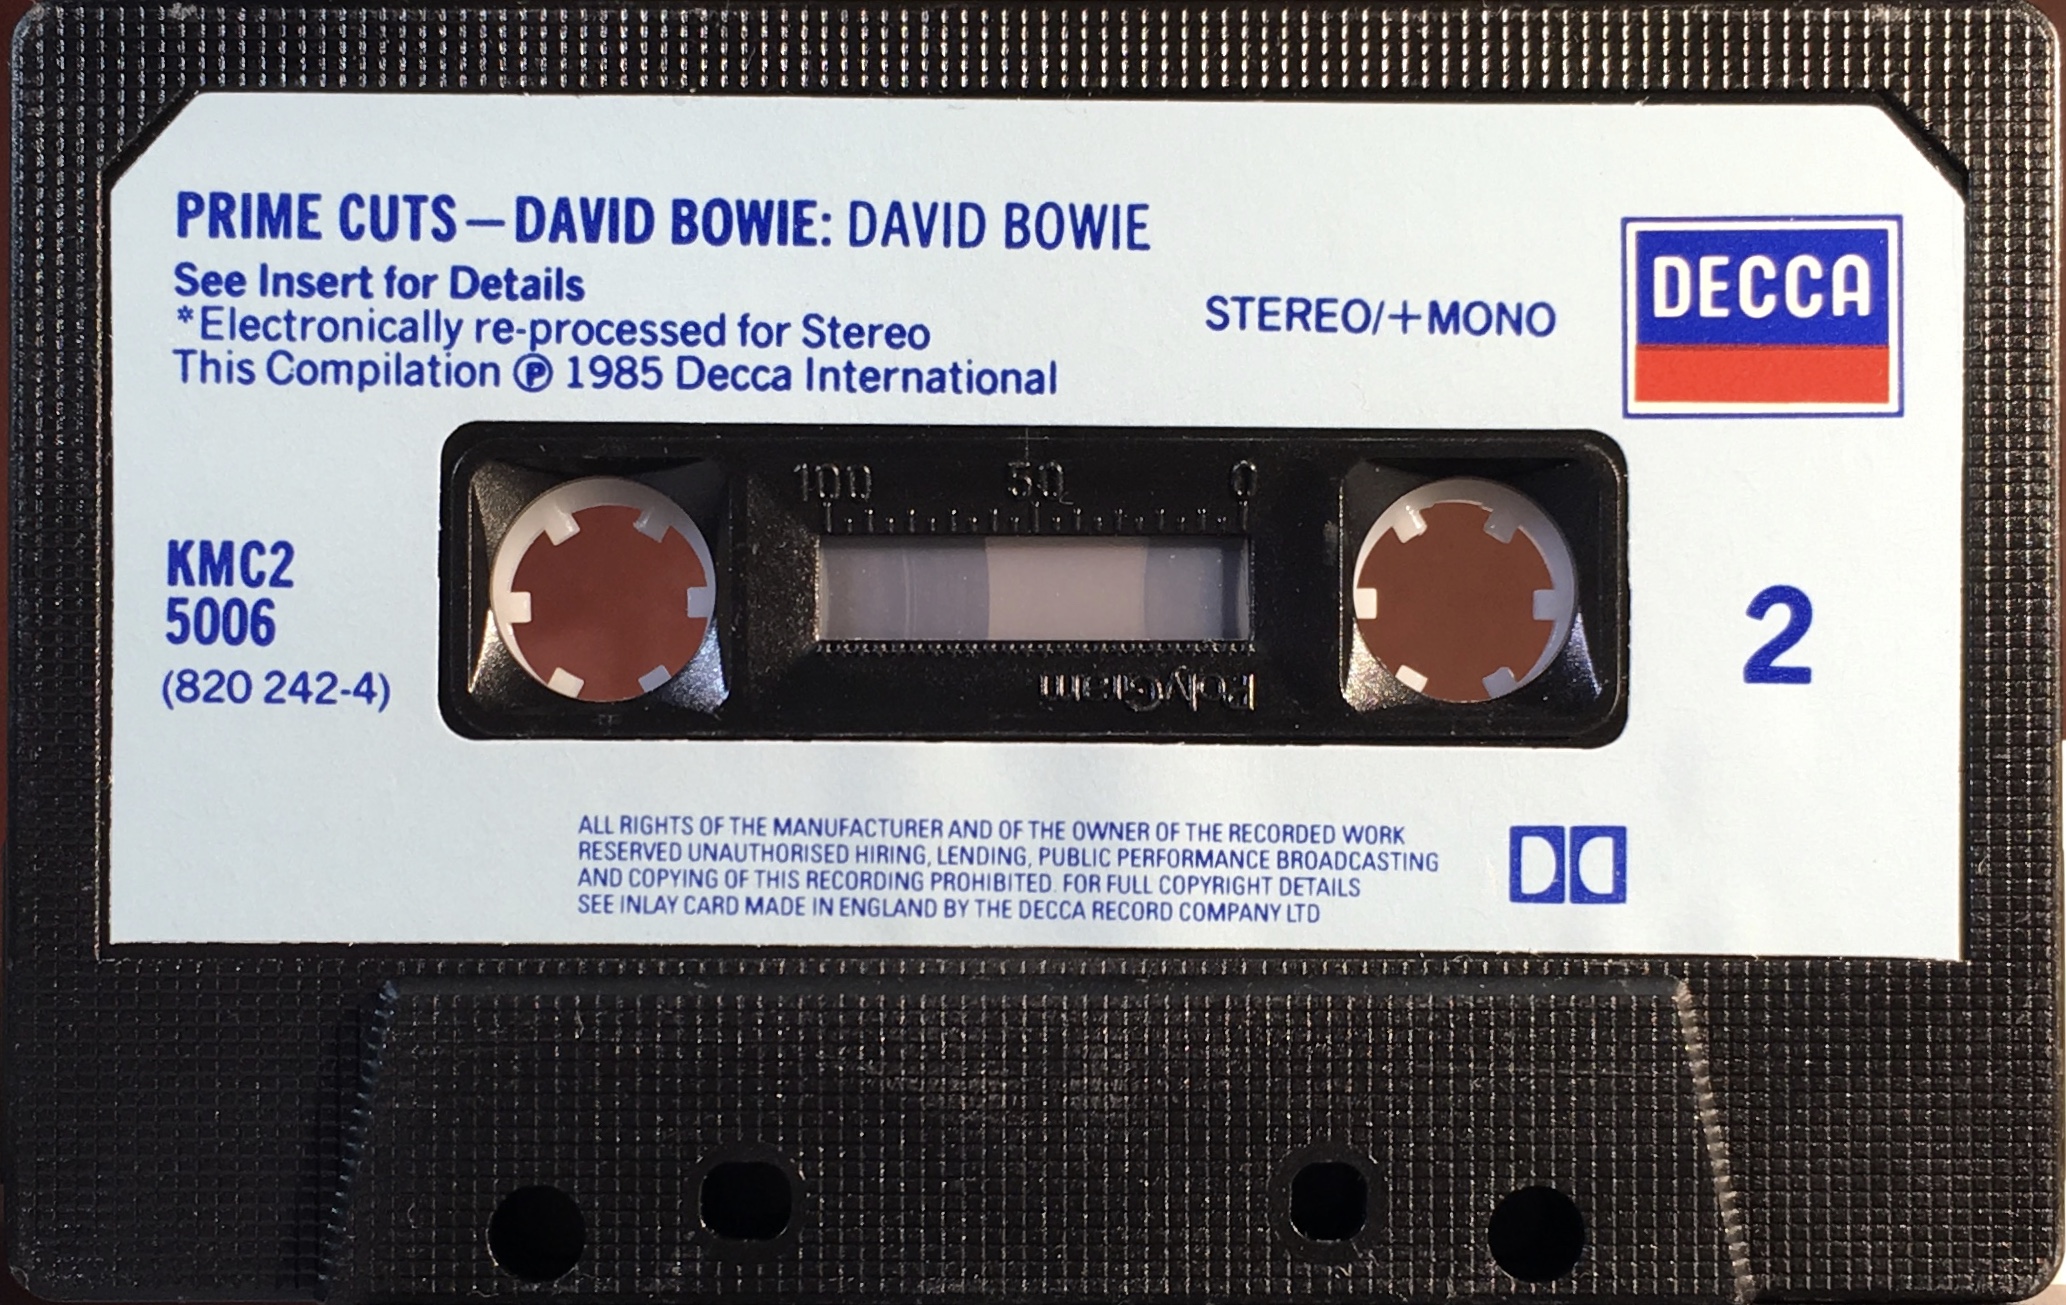 PRIME CUTS — DAVID BOWIE: DAVID BOWIE
See Insert for Details
*Electronically re-processed for Stereo
This Compilation ℗ 1985 Decca International
STEREO/+MONO
DECCA
100 50 0
KMC2
5006
(820 242-4)
PolyGram
2
ALL RIGHTS OF THE MANUFACTURER AND OF THE OWNER OF THE RECORDED WORK
RESERVED UNAUTHORISED HIRING, LENDING, PUBLIC PERFORMANCE BROADCASTING
AND COPYING OF THIS RECORDING PROHIBITED. FOR FULL COPYRIGHT DETAILS
SEE INLAY CARD MADE IN ENGLAND BY THE DECCA RECORD COMPANY LTD